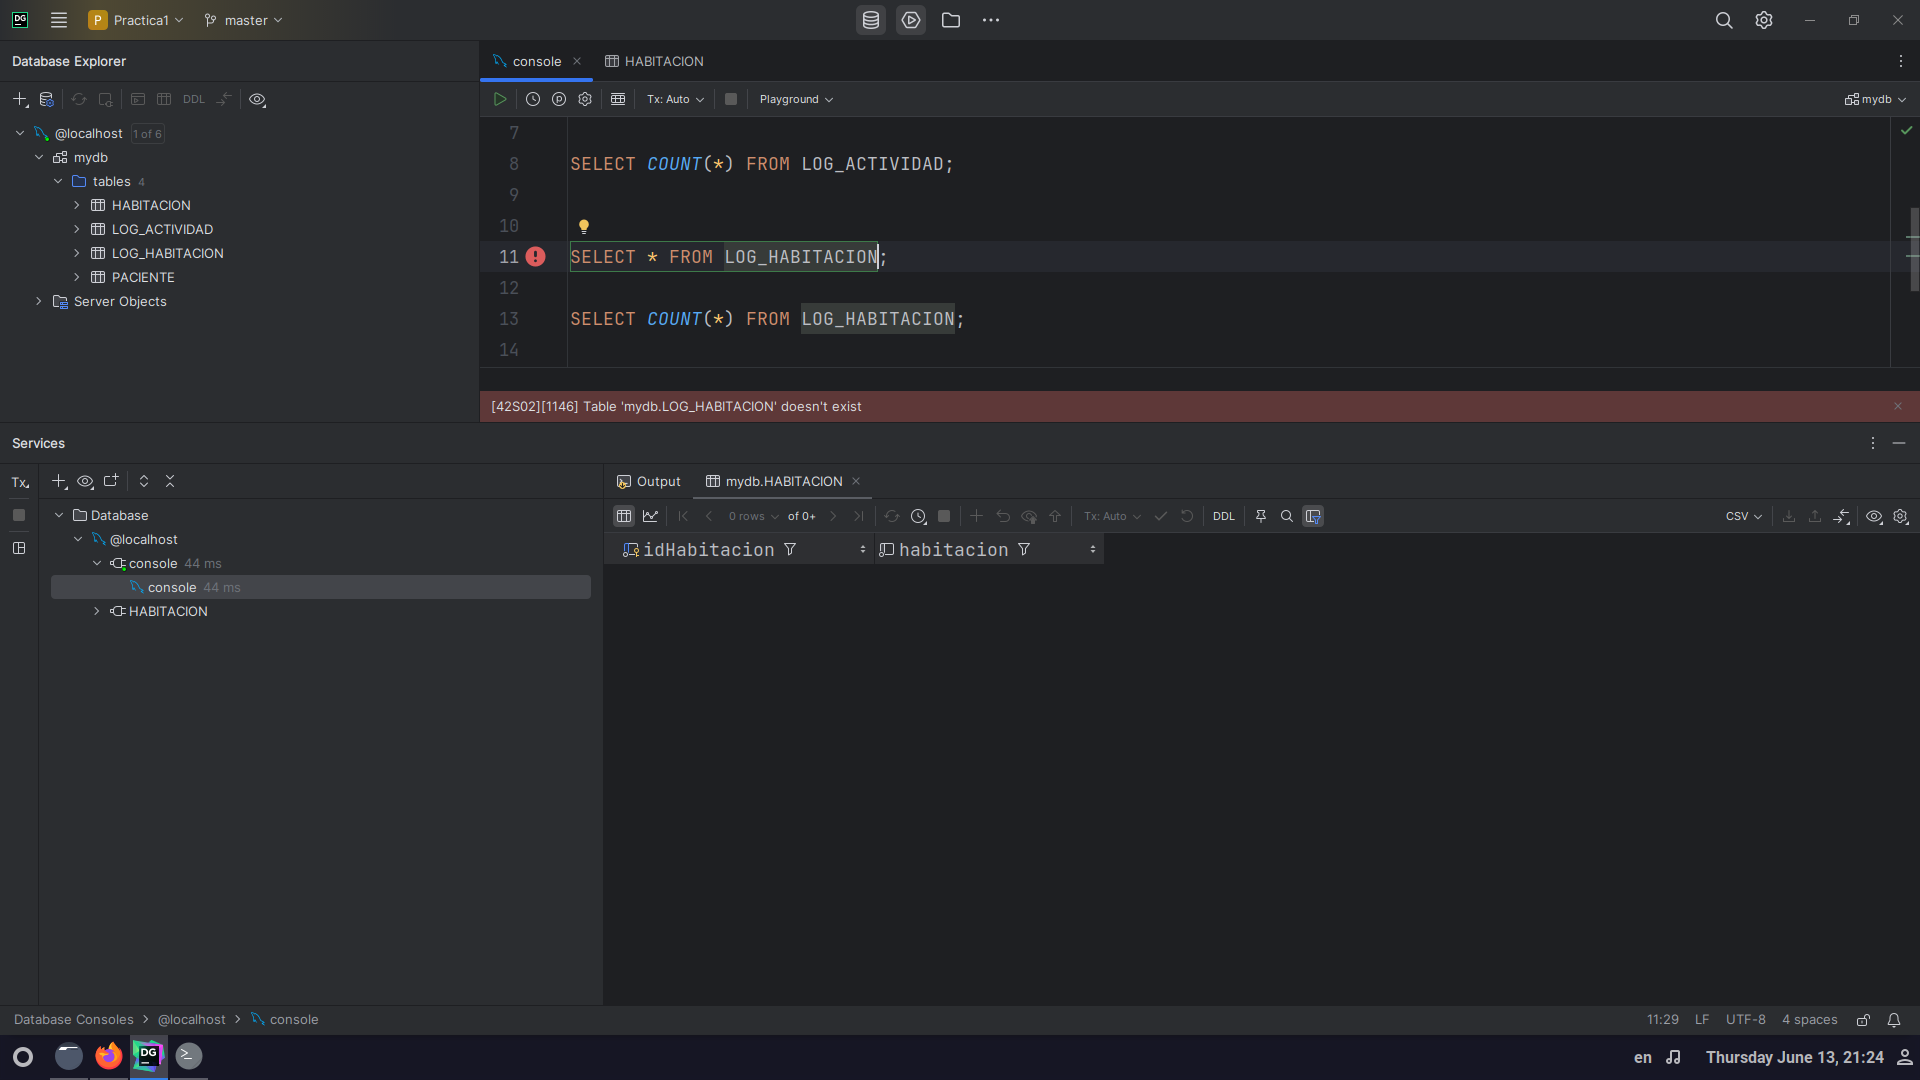 DG
P Practica1 master
Database Explorer
console
HABITACION
DDL
Tx: Auto Playground mydb
@localhost 1 of 6
mydb
tables 4
HABITACION
LOG_ACTIVIDAD
LOG_HABITACION
PACIENTE
Server Objects
7
8 SELECT COUNT(*) FROM LOG_ACTIVIDAD;
9
10
11 SELECT * FROM LOG_HABITACION;
12
13 SELECT COUNT(*) FROM LOG_HABITACION;
14
[42S02][1146] Table 'mydb.LOG_HABITACION' doesn't exist
Services
Tx
Database
@localhost
console 44 ms
console 44 ms
HABITACION
Output mydb.HABITACION
0 rows of 0+ Tx: Auto DDL CSV
idHabitacion habitacion
Database Consoles > @localhost > console
11:29 LF UTF-8 4 spaces
DG
en Thursday June 13, 21:24